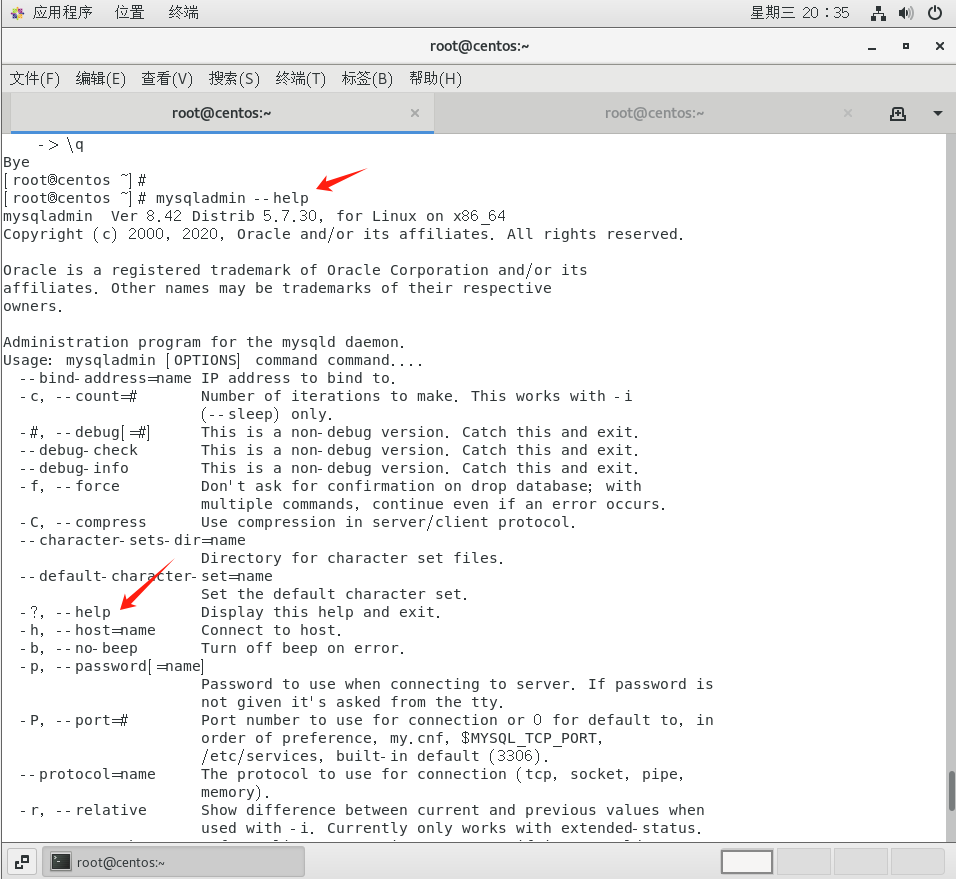 应用程序 位置 终端 星期三 20：35
root@centos:~
文件(F) 编辑(E) 查看(V) 搜索(S) 终端(T) 标签(B) 帮助(H)
root@centos:~ × root@centos:~ ×
    -> \q
Bye
[root@centos ~]#
[root@centos ~]# mysqladmin --help
mysqladmin  Ver 8.42 Distrib 5.7.30, for Linux on x86_64
Copyright (c) 2000, 2020, Oracle and/or its affiliates. All rights reserved.

Oracle is a registered trademark of Oracle Corporation and/or its
affiliates. Other names may be trademarks of their respective
owners.

Administration program for the mysqld daemon.
Usage: mysqladmin [OPTIONS] command command....
  --bind-address=name IP address to bind to.
  -c, --count=#       Number of iterations to make. This works with -i
                      (--sleep) only.
  -#, --debug[=#]     This is a non-debug version. Catch this and exit.
  --debug-check       This is a non-debug version. Catch this and exit.
  --debug-info        This is a non-debug version. Catch this and exit.
  -f, --force         Don't ask for confirmation on drop database; with
                      multiple commands, continue even if an error occurs.
  -C, --compress      Use compression in server/client protocol.
  --character-sets-dir=name
                      Directory for character set files.
  --default-character-set=name
                      Set the default character set.
  -?, --help          Display this help and exit.
  -h, --host=name     Connect to host.
  -b, --no-beep       Turn off beep on error.
  -p, --password[=name]
                      Password to use when connecting to server. If password is
                      not given it's asked from the tty.
  -P, --port=#        Port number to use for connection or 0 for default to, in
                      order of preference, my.cnf, $MYSQL_TCP_PORT,
                      /etc/services, built-in default (3306).
  --protocol=name     The protocol to use for connection (tcp, socket, pipe,
                      memory).
  -r, --relative      Show difference between current and previous values when
                      used with -i. Currently only works with extended-status.
root@centos:~